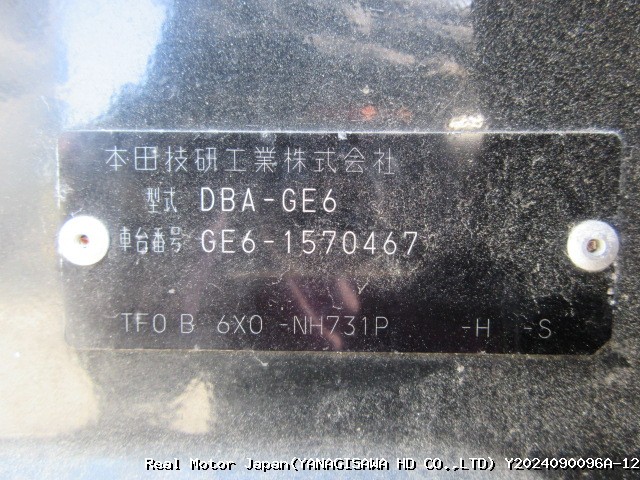 本田技研工業株式会社
型式 DBA-GE6
車台番号 GE6-1570467
TF0 B 6X0 -NH731P -H -S
Real Motor Japan(YANAGISAWA HD CO.,LTD) Y2024090096A-12